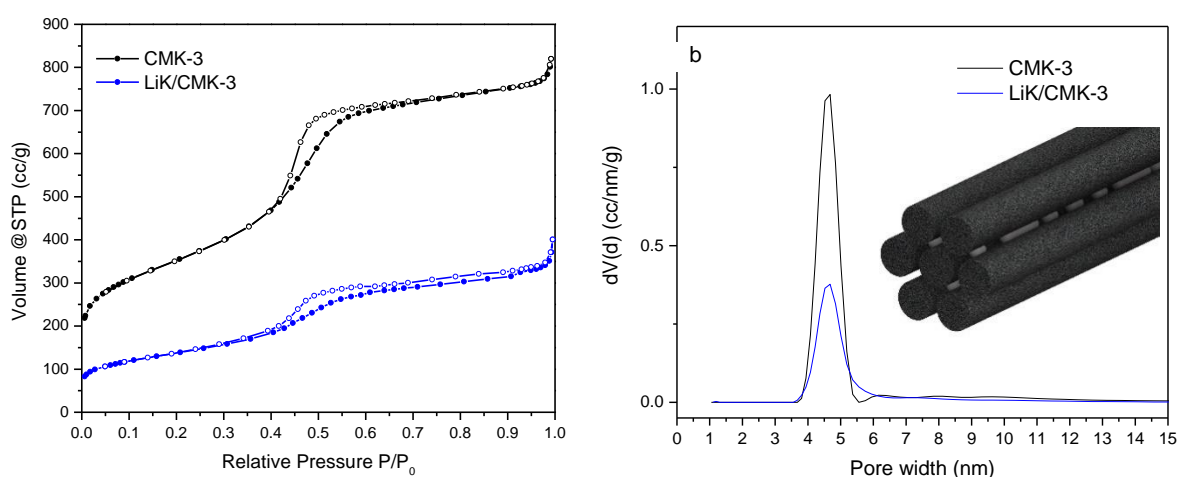 900
800
700
600
500
400
300
200
100
0
Volume @STP (cc/g)
CMK-3
LiK/CMK-3
0.0 0.1 0.2 0.3 0.4 0.5 0.6 0.7 0.8 0.9 1.0
Relative Pressure P/P0
b
CMK-3
LiK/CMK-3
1.0
0.5
0.0
dV(d) (cc/nm/g)
0 1 2 3 4 5 6 7 8 9 10 11 12 13 14 15
Pore width (nm)